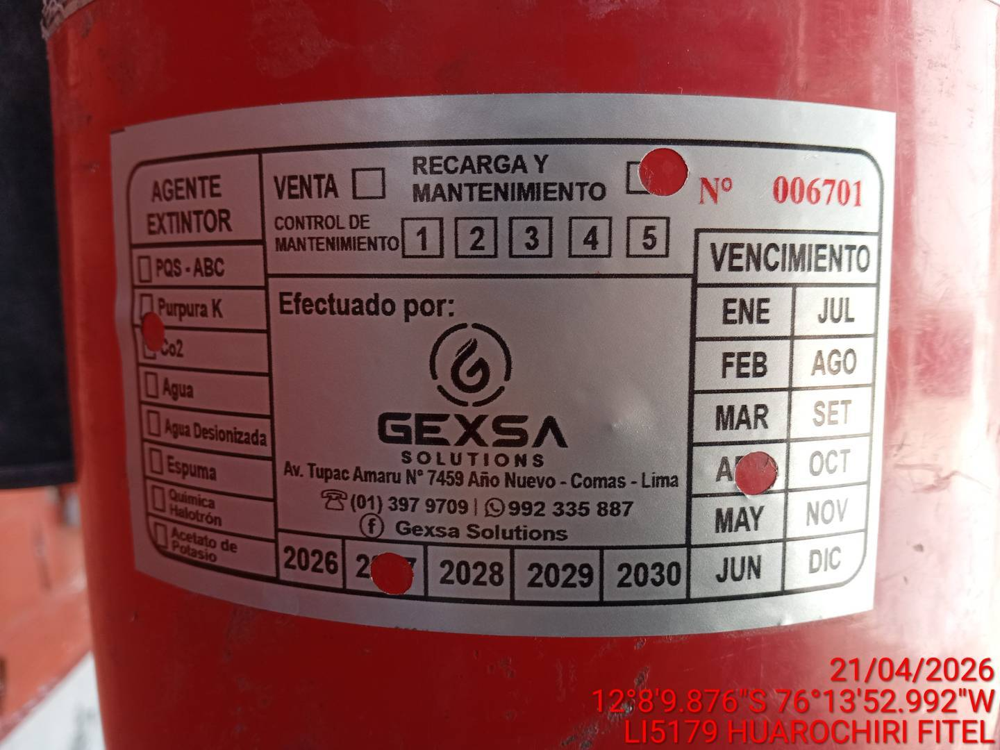 AGENTE
EXTINTOR
PQS - ABC
Purpura K
Co2
Agua
Agua Desionizada
Espuma
Química
Halotrón
Acetato de
Potasio
VENTA
RECARGA Y
MANTENIMIENTO
Nº 006701
CONTROL DE
MANTENIMIENTO 1 2 3 4 5
Efectuado por:
G
GEXSA
SOLUTIONS
Av. Tupac Amaru Nº 7459 Año Nuevo - Comas - Lima
(01) 397 9709 | 992 335 887
f Gexsa Solutions
2026 2028 2029 2030
VENCIMIENTO
ENE JUL
FEB AGO
MAR SET
OCT
MAY NOV
JUN DIC
21/04/2026
12°8'9.876"S 76°13'52.992"W
LI5179 HUAROCHIRI FITEL